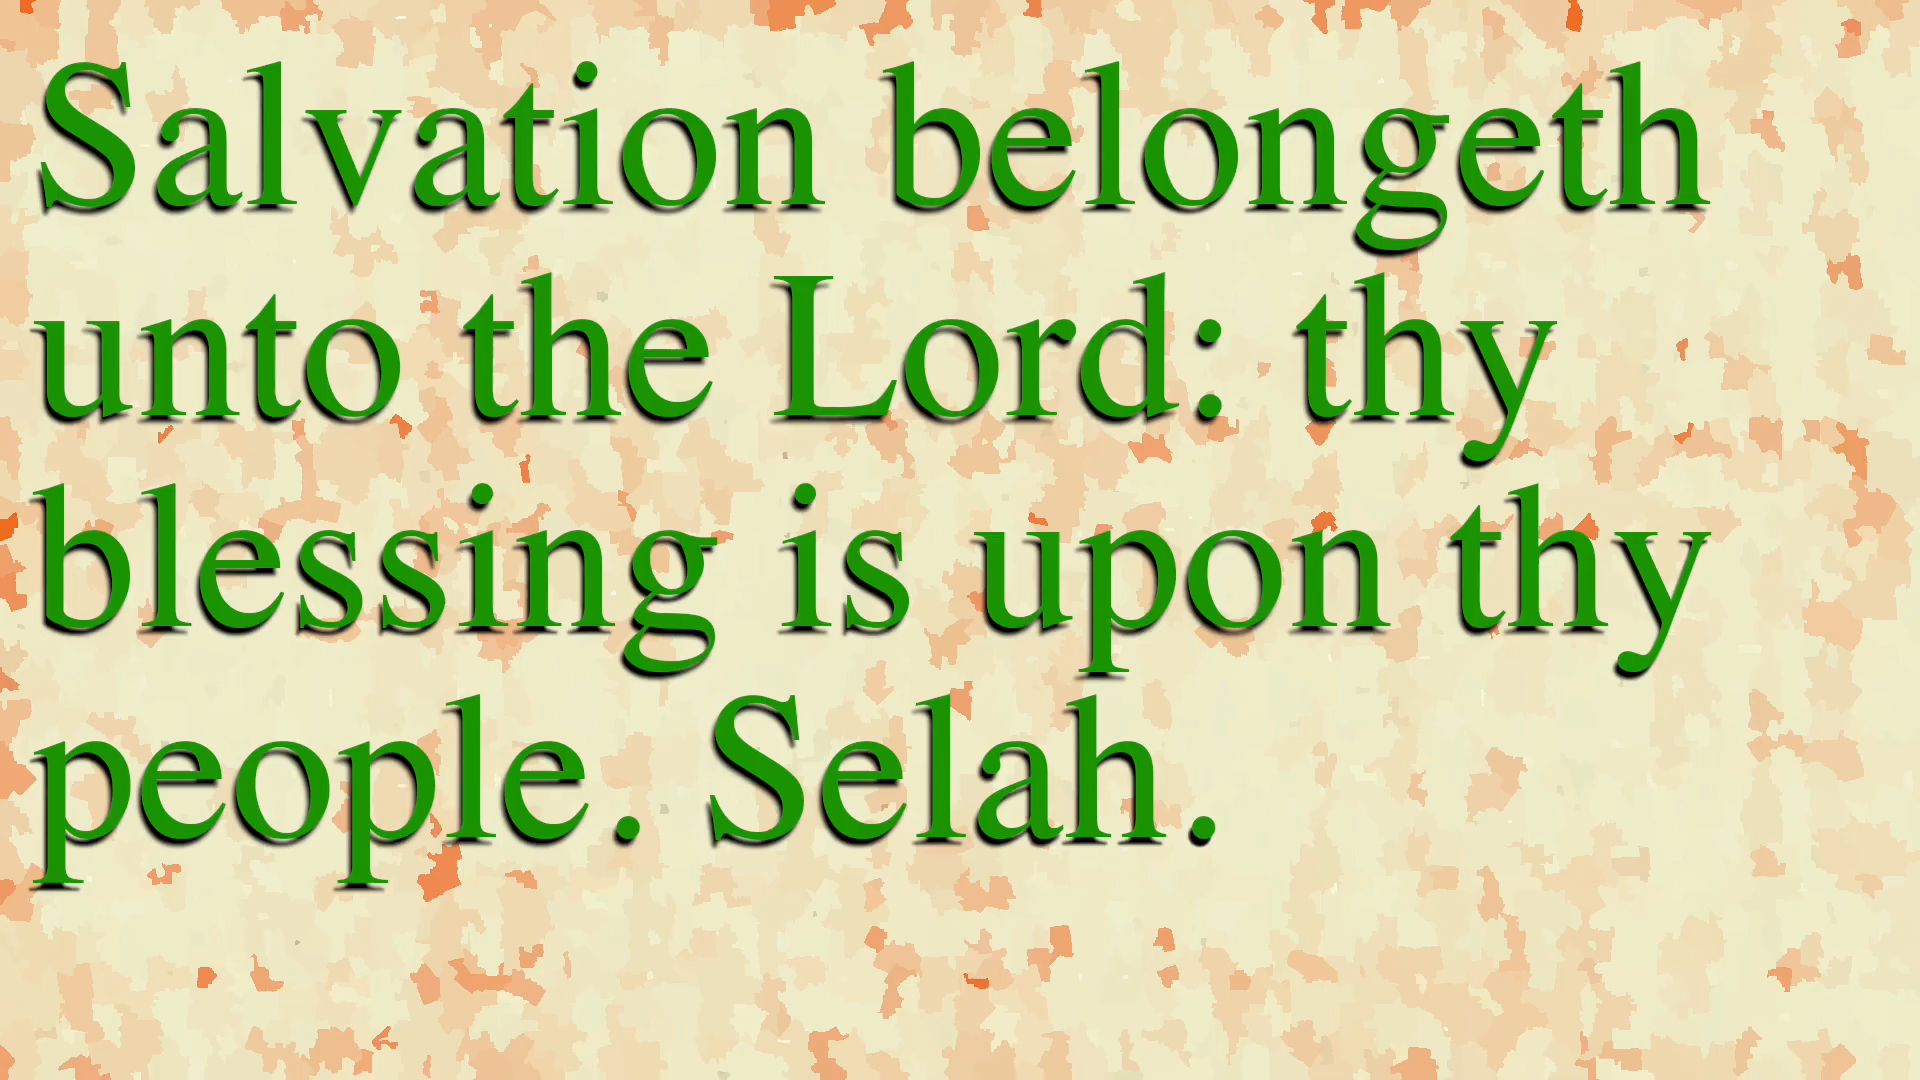 Salvation belongeth
unto the Lord: thy
blessing is upon thy
people. Selah.